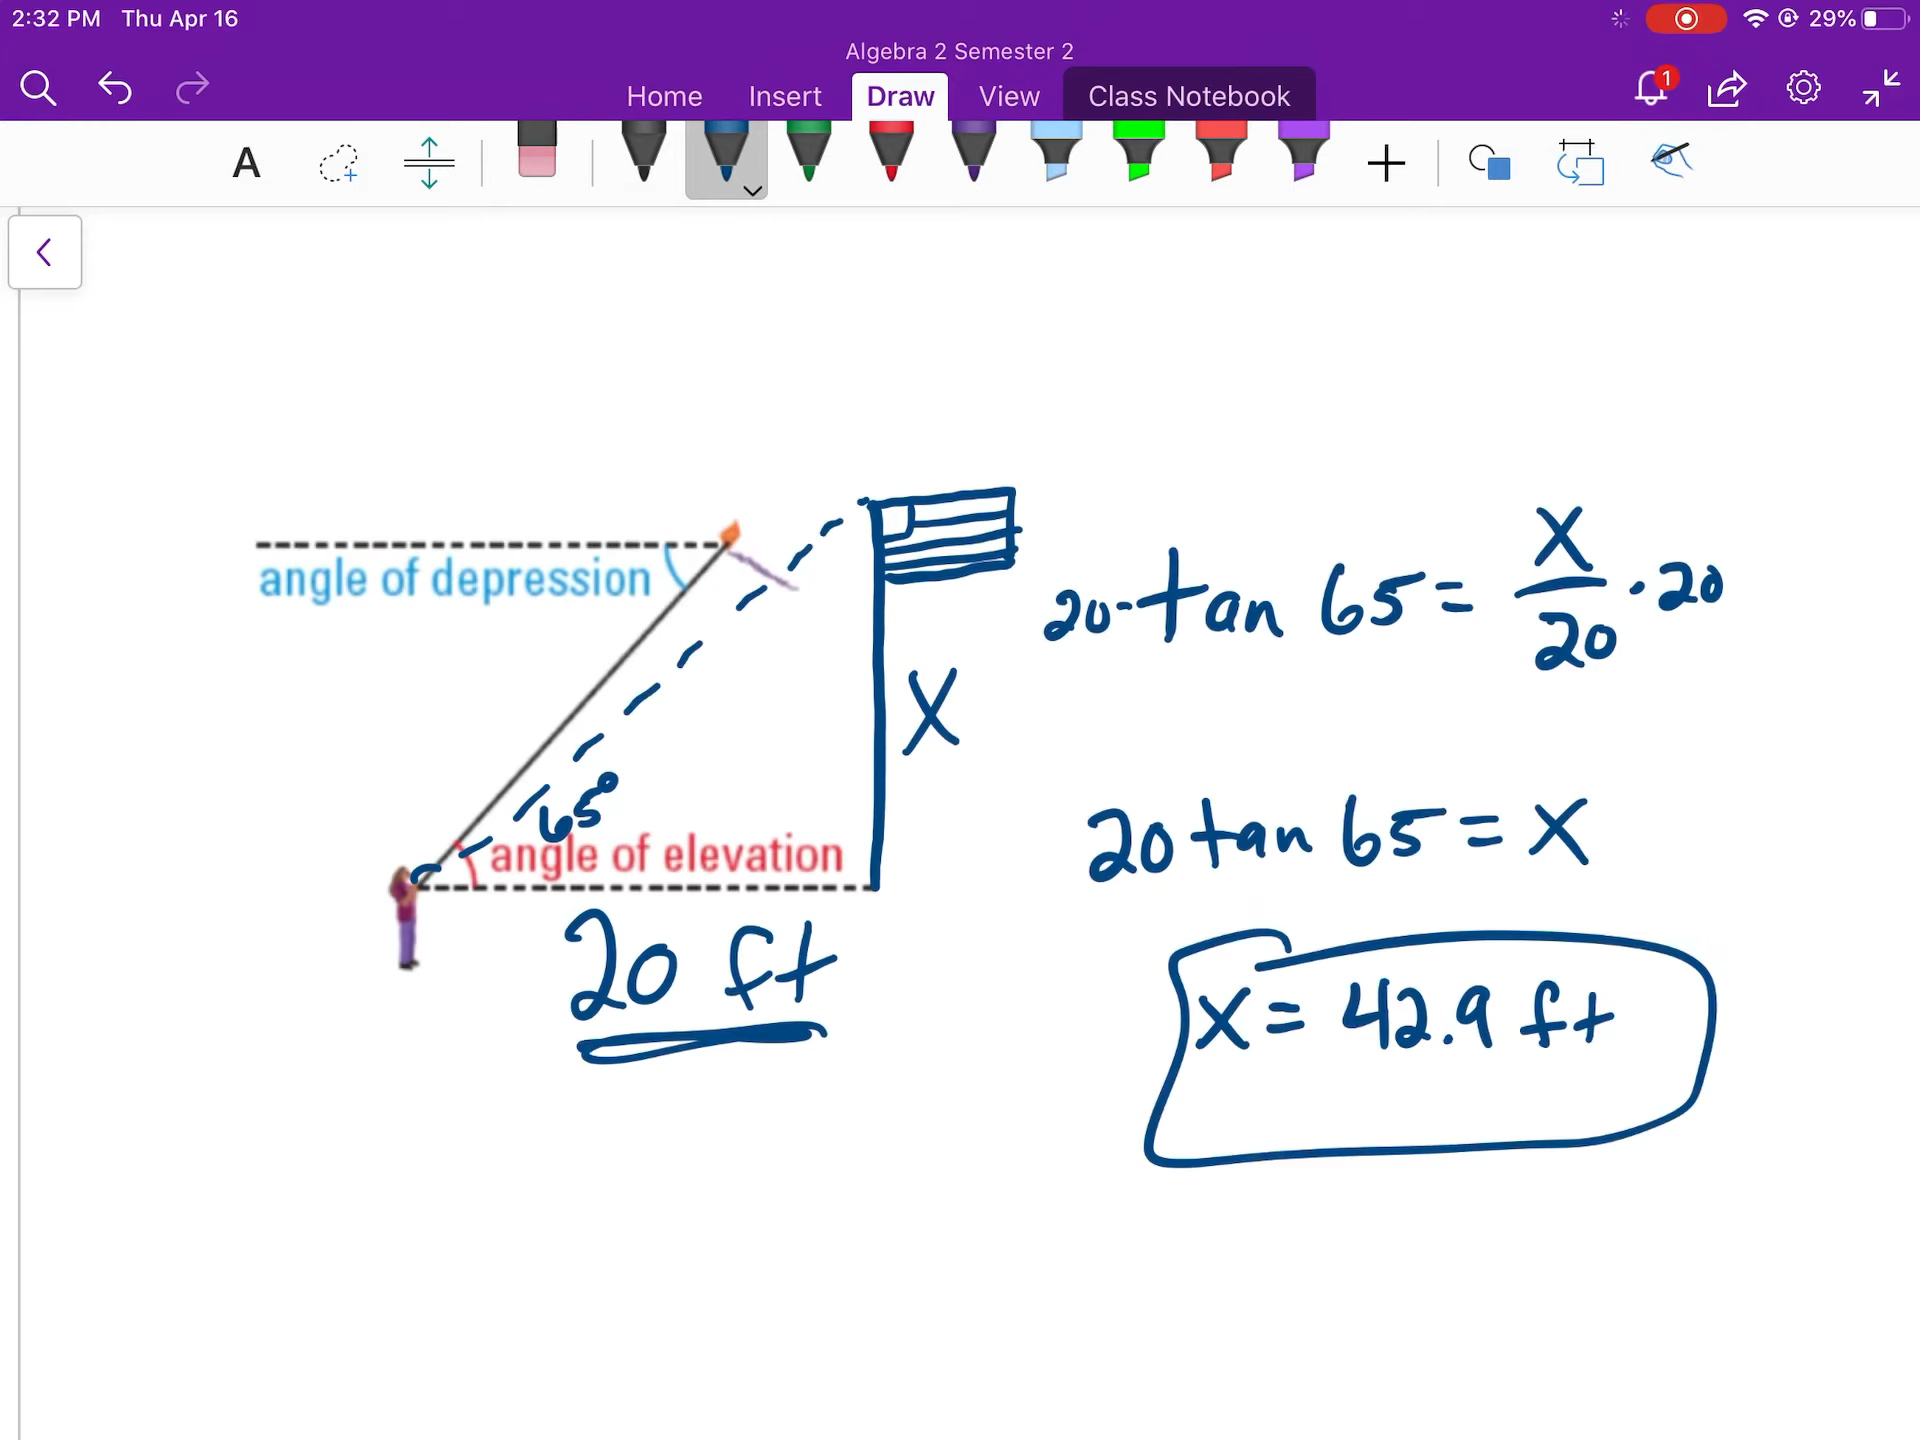 2:32 PM Thu Apr 16
29%
Algebra 2 Semester 2
Home Insert Draw View Class Notebook
1
A
angle of depression
65°
angle of elevation
20 ft
X
20·tan 65 = X/20 · 20
20 tan 65 = X
X = 42.9 ft